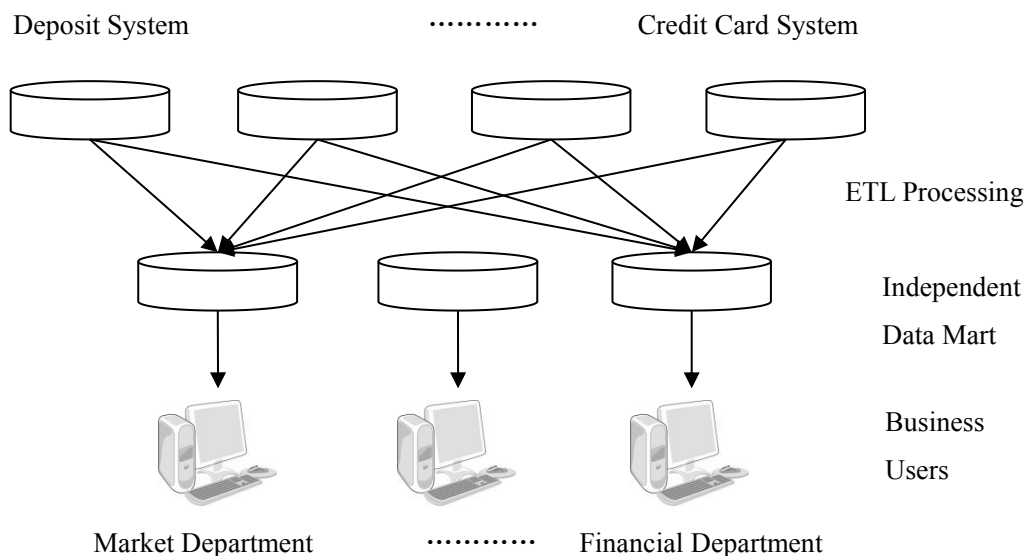 Deposit System ………… Credit Card System
ETL Processing
Independent
Data Mart
Business
Users
Market Department ………… Financial Department